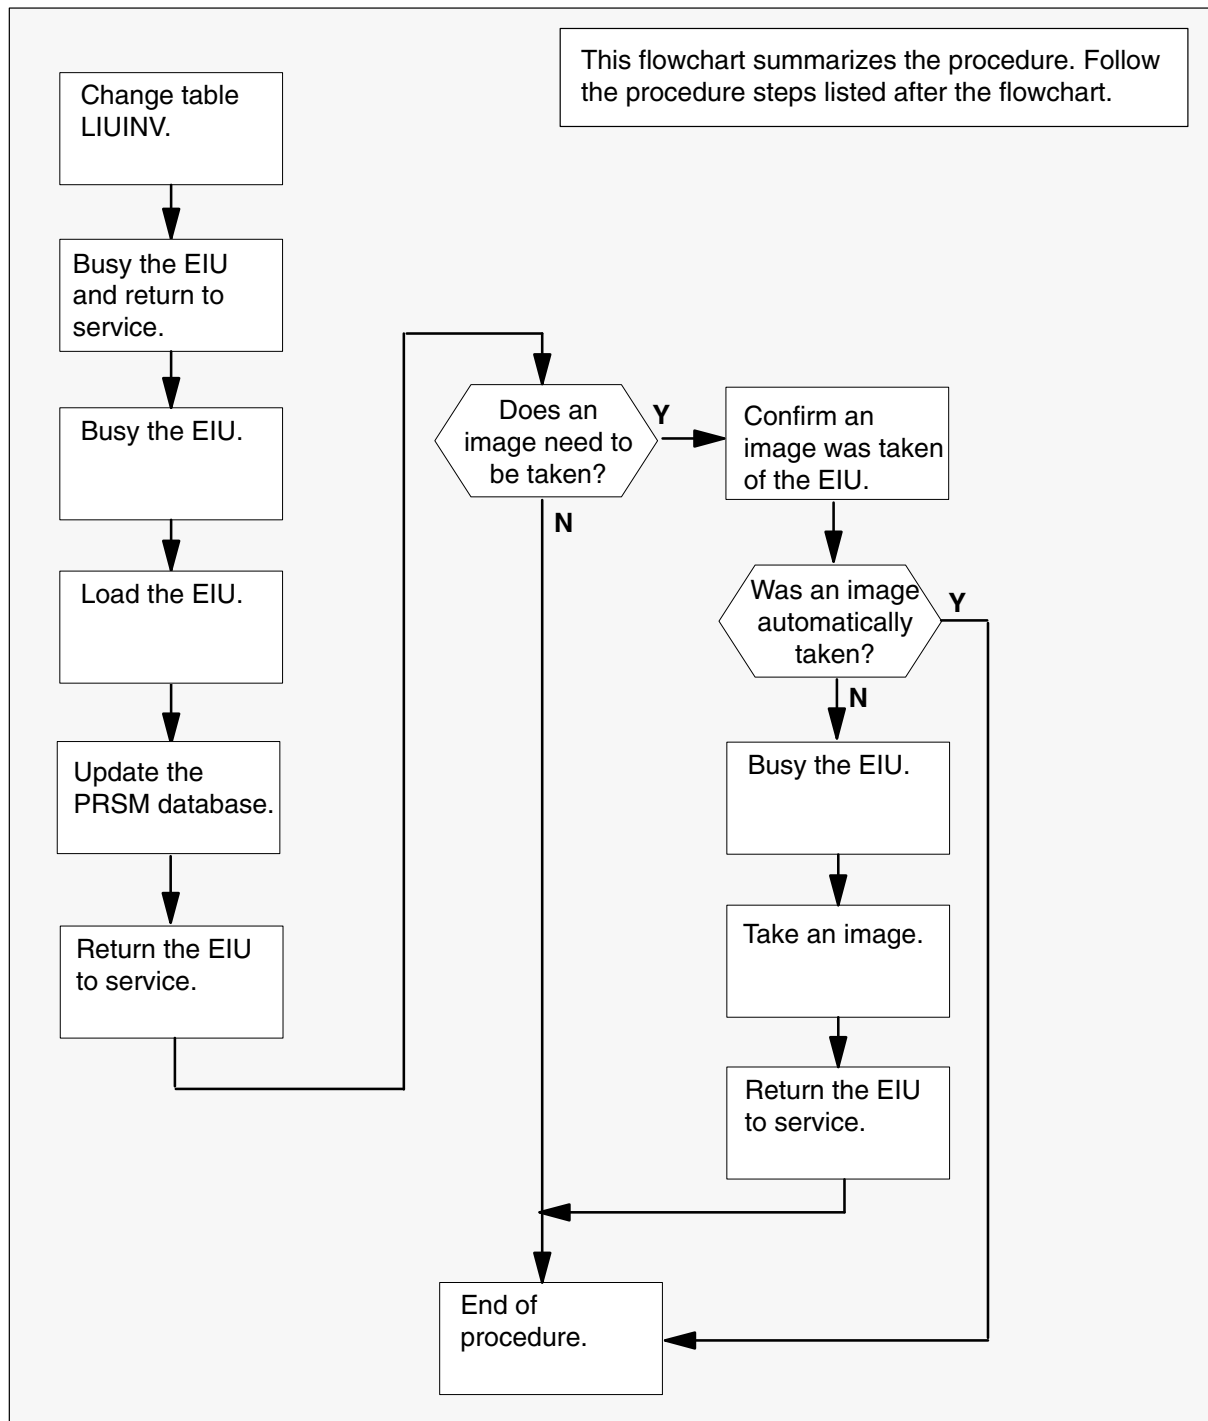 This flowchart summarizes the procedure. Follow
the procedure steps listed after the flowchart.
Change table
LIUINV.
Busy the EIU
and return to
service.
Busy the EIU.
Load the EIU.
Update the
PRSM database.
Return the EIU
to service.
Does an
image need to
be taken?
Y
N
Confirm an
image was taken
of the EIU.
Was an image
automatically
taken?
Y
N
Busy the EIU.
Take an image.
Return the EIU
to service.
End of
procedure.